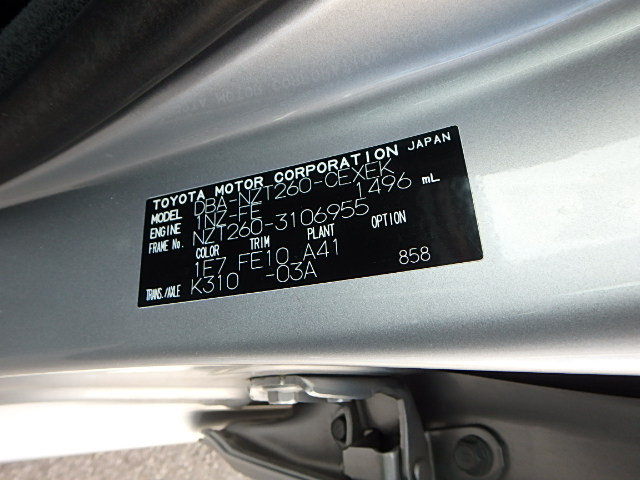 TOYOTA MOTOR CORPORATION JAPAN
MODEL DBA-NZT260-CEXEK
ENGINE 1NZ-FE 1496 mL
FRAME No. NZT260-3106955
COLOR TRIM PLANT OPTION
1E7 FE10 A41 858
TRANS./AXLE K310 -03A